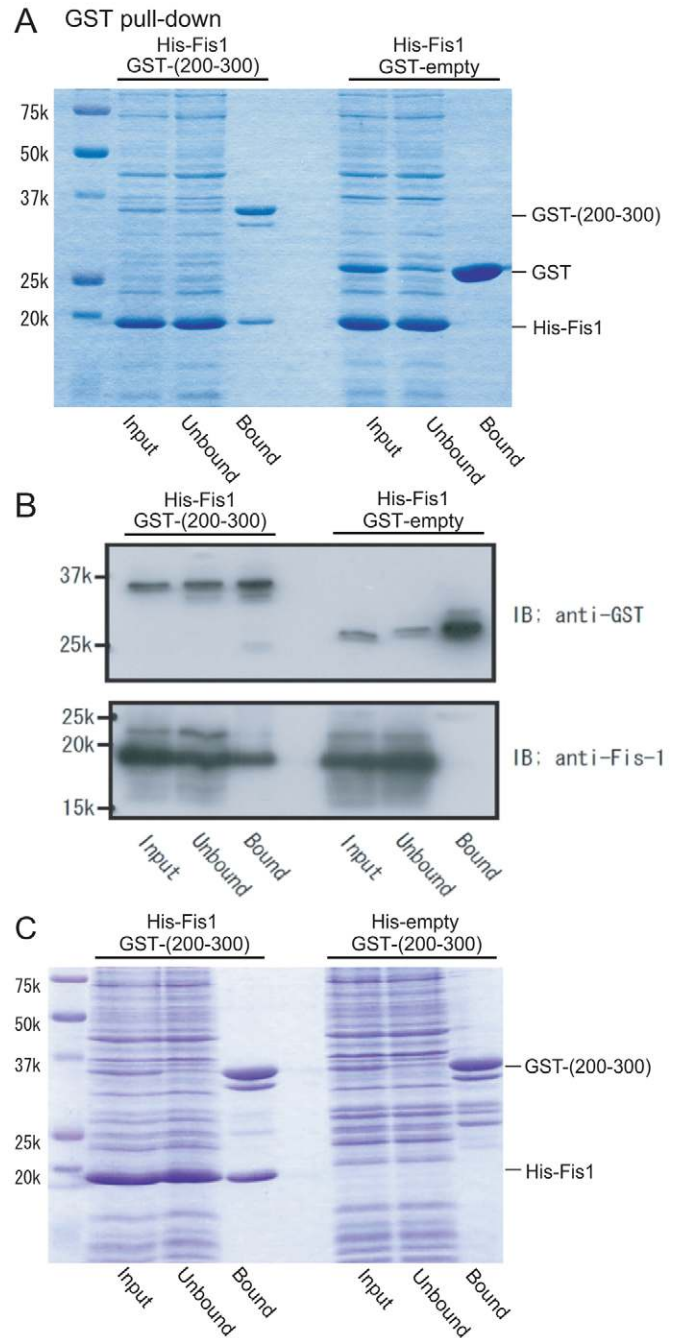 A GST pull-down
His-Fis1
GST-(200-300)
His-Fis1
GST-empty
75k
50k
37k
25k
20k
GST-(200-300)
GST
His-Fis1
Input
Unbound
Bound
Input
Unbound
Bound
B
His-Fis1
GST-(200-300)
His-Fis1
GST-empty
37k
25k
IB: anti-GST
25k
20k
15k
IB: anti-Fis-1
Input
Unbound
Bound
Input
Unbound
Bound
C
His-Fis1
GST-(200-300)
His-empty
GST-(200-300)
75k
50k
37k
25k
20k
GST-(200-300)
His-Fis1
Input
Unbound
Bound
Input
Unbound
Bound